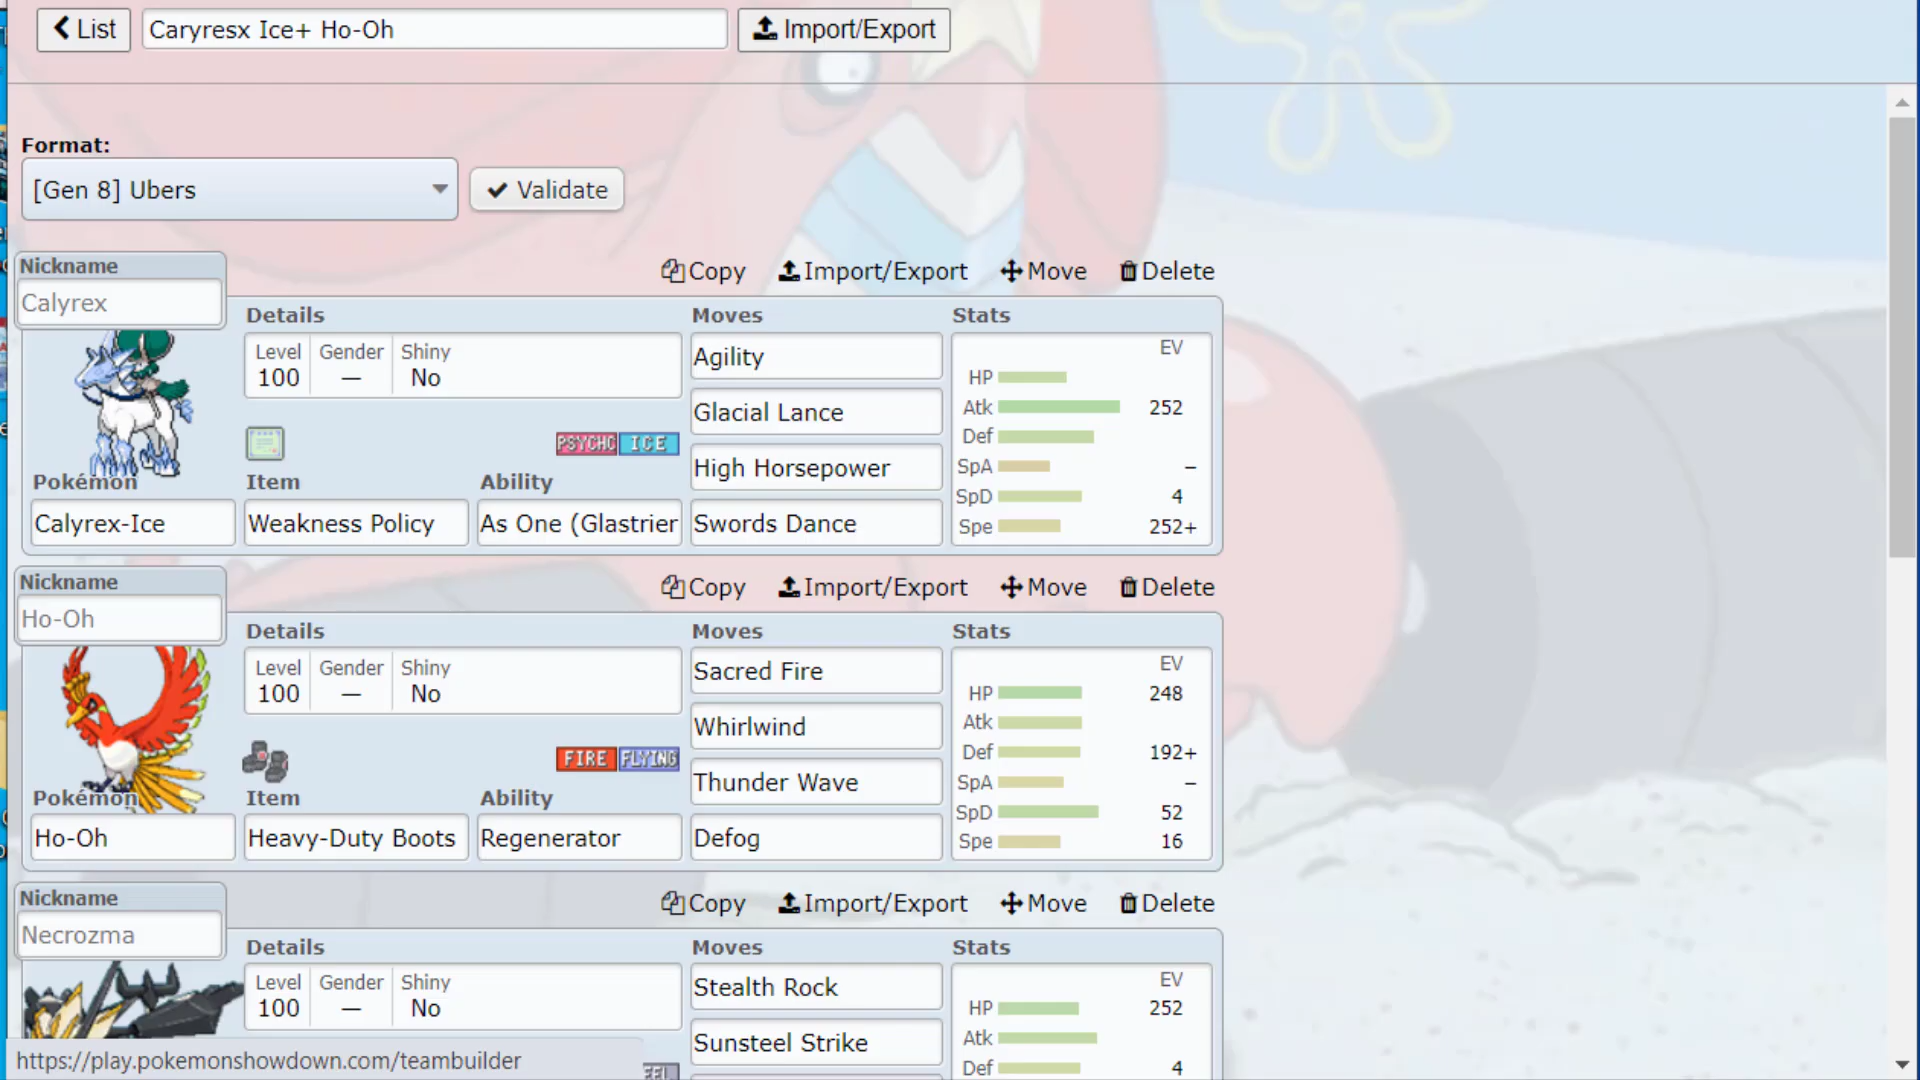 List
Caryresx Ice+ Ho-Oh
Import/Export
Format:
[Gen 8] Ubers
Validate
Nickname
Calyrex
Copy
Import/Export
Move
Delete
Details
Moves
Stats
Level
100
Gender
—
Shiny
No
PSYCHC
ICE
Pokémon
Calyrex-Ice
Item
Weakness Policy
Ability
As One (Glastrier
Agility
Glacial Lance
High Horsepower
Swords Dance
EV
HP
Atk 252
Def
SpA –
SpD 4
Spe 252+
Nickname
Ho-Oh
Copy
Import/Export
Move
Delete
Details
Moves
Stats
Level
100
Gender
—
Shiny
No
FIRE
FLYING
Pokémon
Ho-Oh
Item
Heavy-Duty Boots
Ability
Regenerator
Sacred Fire
Whirlwind
Thunder Wave
Defog
EV
HP 248
Atk
Def 192+
SpA –
SpD 52
Spe 16
Nickname
Necrozma
Copy
Import/Export
Move
Delete
Details
Moves
Stats
Level
100
Gender
—
Shiny
No
Stealth Rock
Sunsteel Strike
EV
HP 252
Atk
Def 4
https://play.pokemonshowdown.com/teambuilder